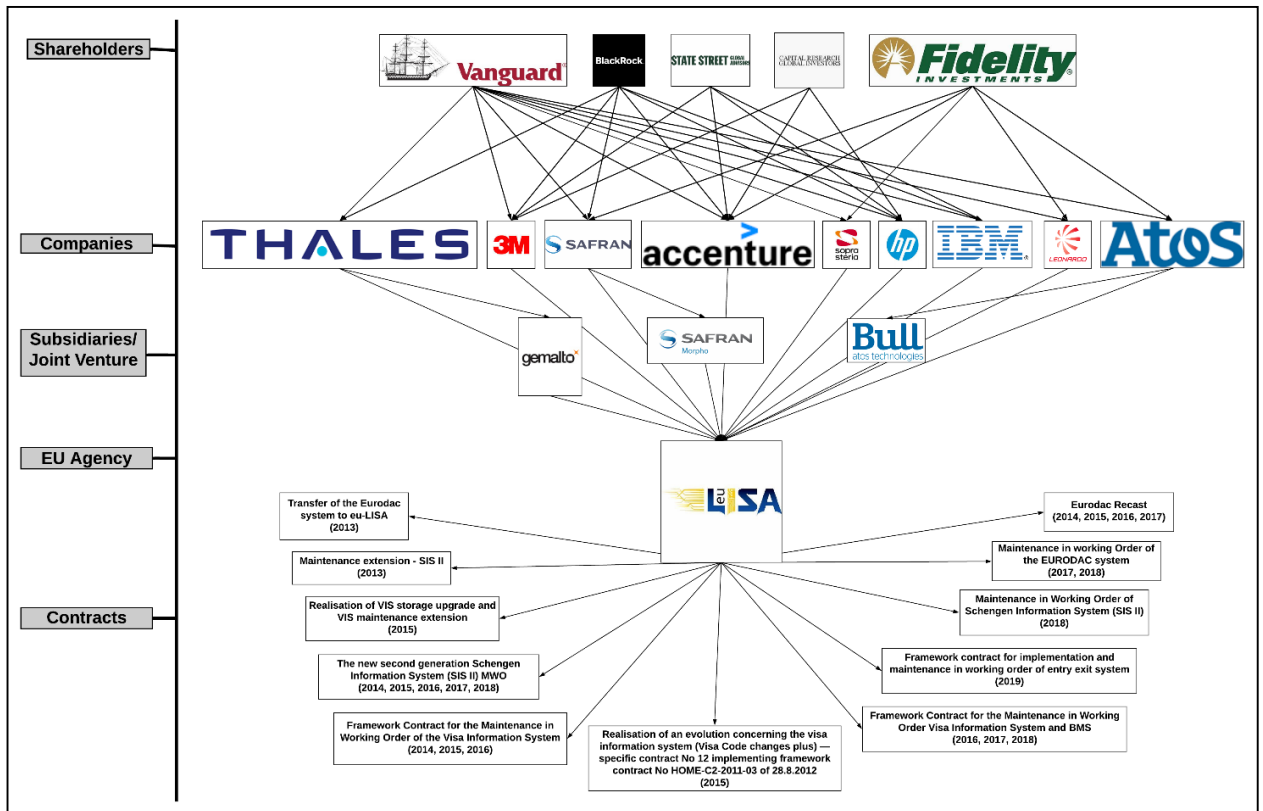 Shareholders
Vanguard®
BlackRock.
STATE STREET GLOBAL ADVISORS
CAPITAL RESEARCH
GLOBAL INVESTORS
Fidelity®
INVESTMENTS
Companies
THALES
3M
SAFRAN
accenture
sopra
steria
hp
IBM®
LEONARDO
Atos
Subsidiaries/
Joint Venture
gemalto
SAFRAN
Morpho
Bull
atos technologies
EU Agency
eu LISA
Contracts
Transfer of the Eurodac
system to eu-LISA
(2013)
Maintenance extension - SIS II
(2013)
Realisation of VIS storage upgrade and
VIS maintenance extension
(2015)
The new second generation Schengen
Information System (SIS II) MWO
(2014, 2015, 2016, 2017, 2018)
Framework Contract for the Maintenance in
Working Order of the Visa Information System
(2014, 2015, 2016)
Realisation of an evolution concerning the visa
information system (Visa Code changes plus) —
specific contract No 12 implementing framework
contract No HOME-C2-2011-03 of 28.8.2012
(2015)
Eurodac Recast
(2014, 2015, 2016, 2017)
Maintenance in working Order of
the EURODAC system
(2017, 2018)
Maintenance in Working Order of
Schengen Information System (SIS II)
(2018)
Framework contract for implementation and
maintenance in working order of entry exit system
(2019)
Framework Contract for the Maintenance in Working
Order Visa Information System and BMS
(2016, 2017, 2018)